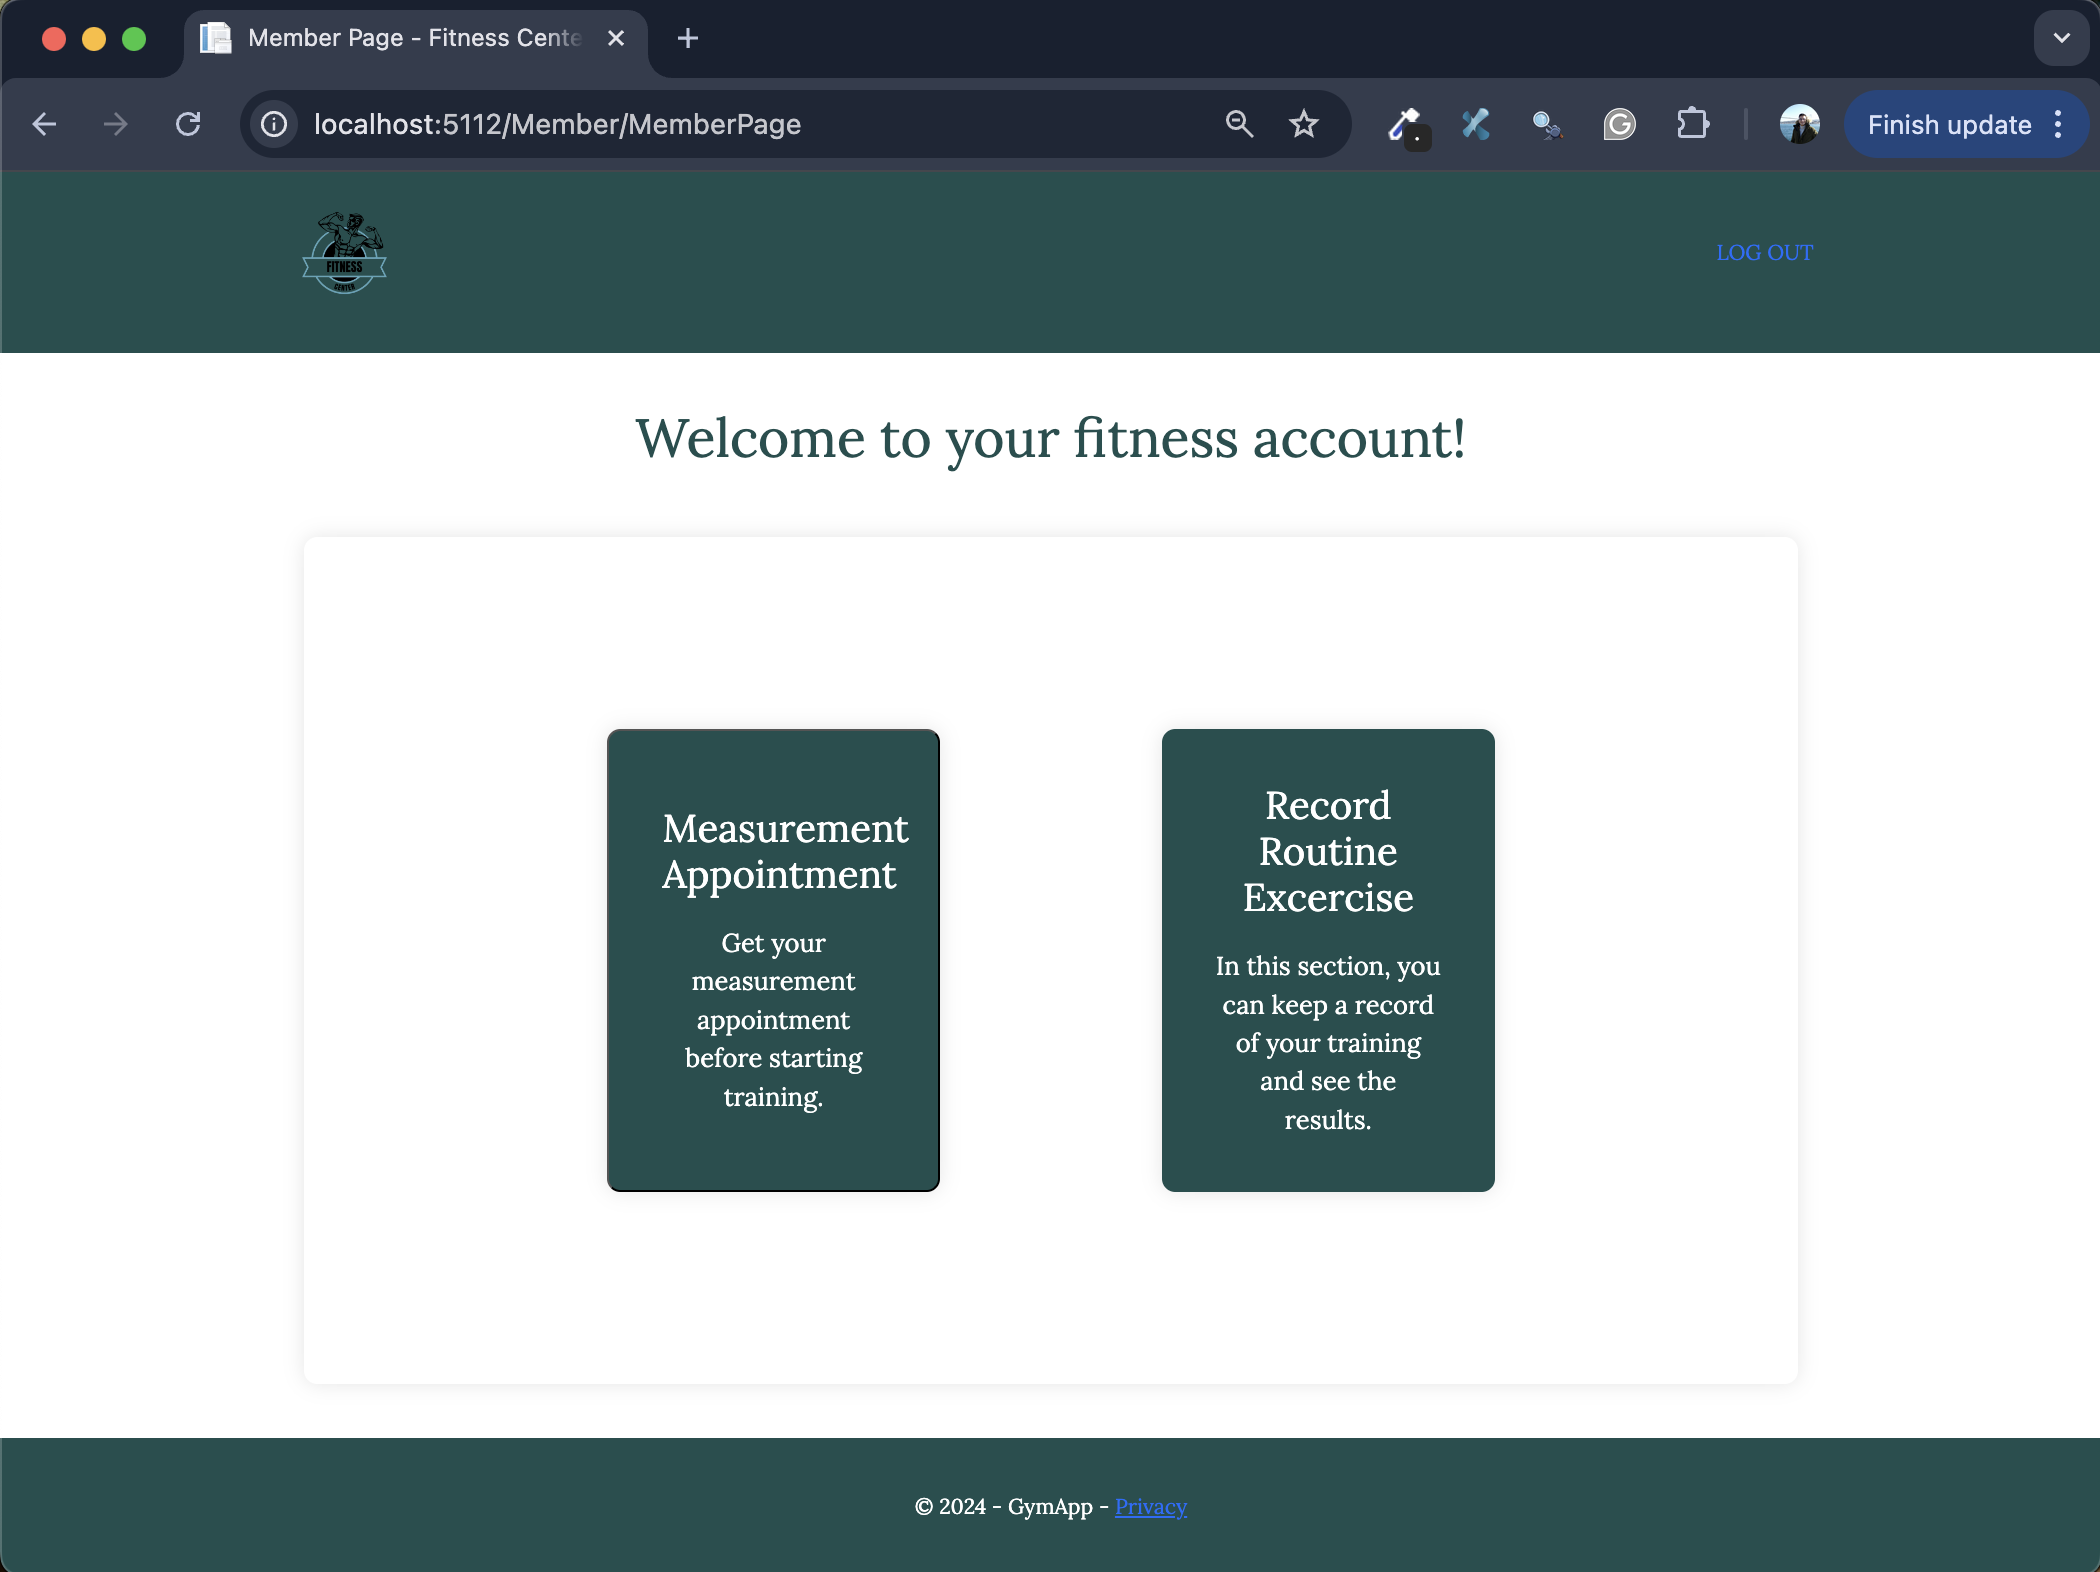 Member Page - Fitness Cente
localhost:5112/Member/MemberPage
Finish update
FITNESS
CENTER
LOG OUT
Welcome to your fitness account!
Measurement
Appointment
Get your
measurement
appointment
before starting
training.
Record
Routine
Excercise
In this section, you
can keep a record
of your training
and see the
results.
© 2024 - GymApp - Privacy